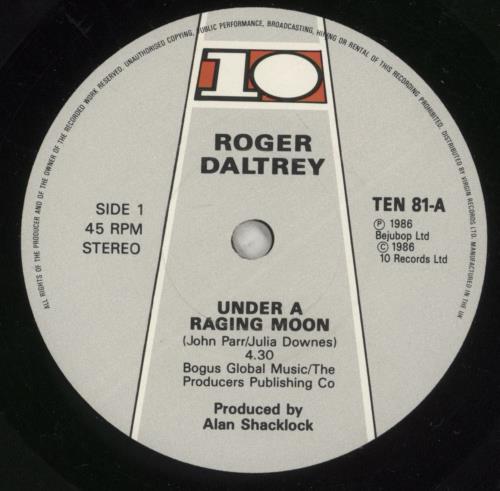 ALL RIGHTS OF THE PRODUCER AND OF THE OWNER OF THE RECORDED WORK RESERVED. UNAUTHORISED COPYING, PUBLIC PERFORMANCE, BROADCASTING, HIRING OR RENTAL OF THIS RECORDING PROHIBITED. DISTRIBUTED BY VIRGIN RECORDS LTD. MANUFACTURED IN THE UK
10
ROGER
DALTREY
SIDE 1
45 RPM
STEREO
TEN 81-A
℗ 1986
Bejubop Ltd
© 1986
10 Records Ltd
UNDER A
RAGING MOON
(John Parr/Julia Downes)
4.30
Bogus Global Music/The
Producers Publishing Co
Produced by
Alan Shacklock